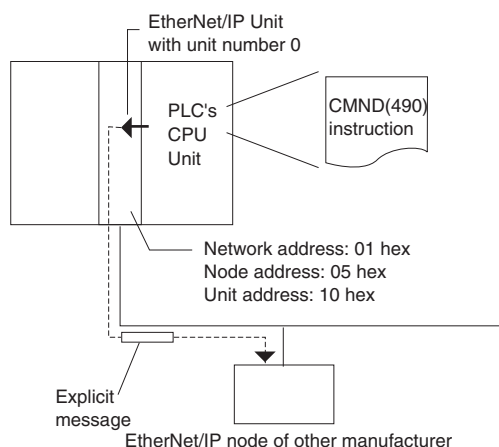 EtherNet/IP Unit
with unit number 0
PLC's
CPU
Unit
CMND(490)
instruction
Network address: 01 hex
Node address: 05 hex
Unit address: 10 hex
Explicit
message
EtherNet/IP node of other manufacturer